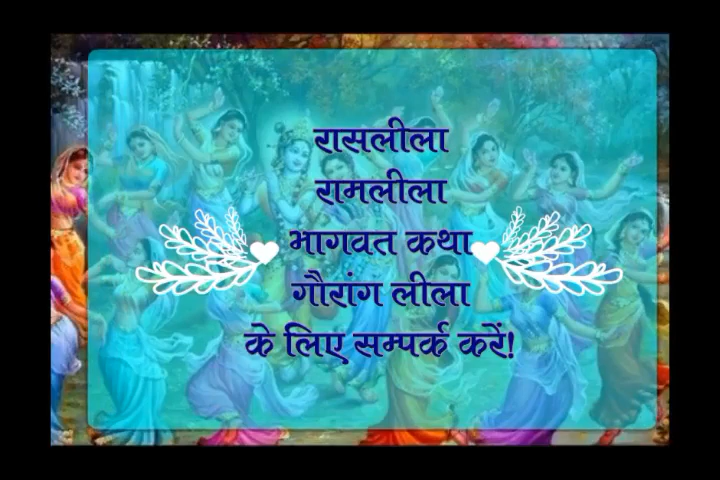 रासलीला
रामलीला
भागवत कथा
गौरांग लीला
के लिए सम्पर्क करें!